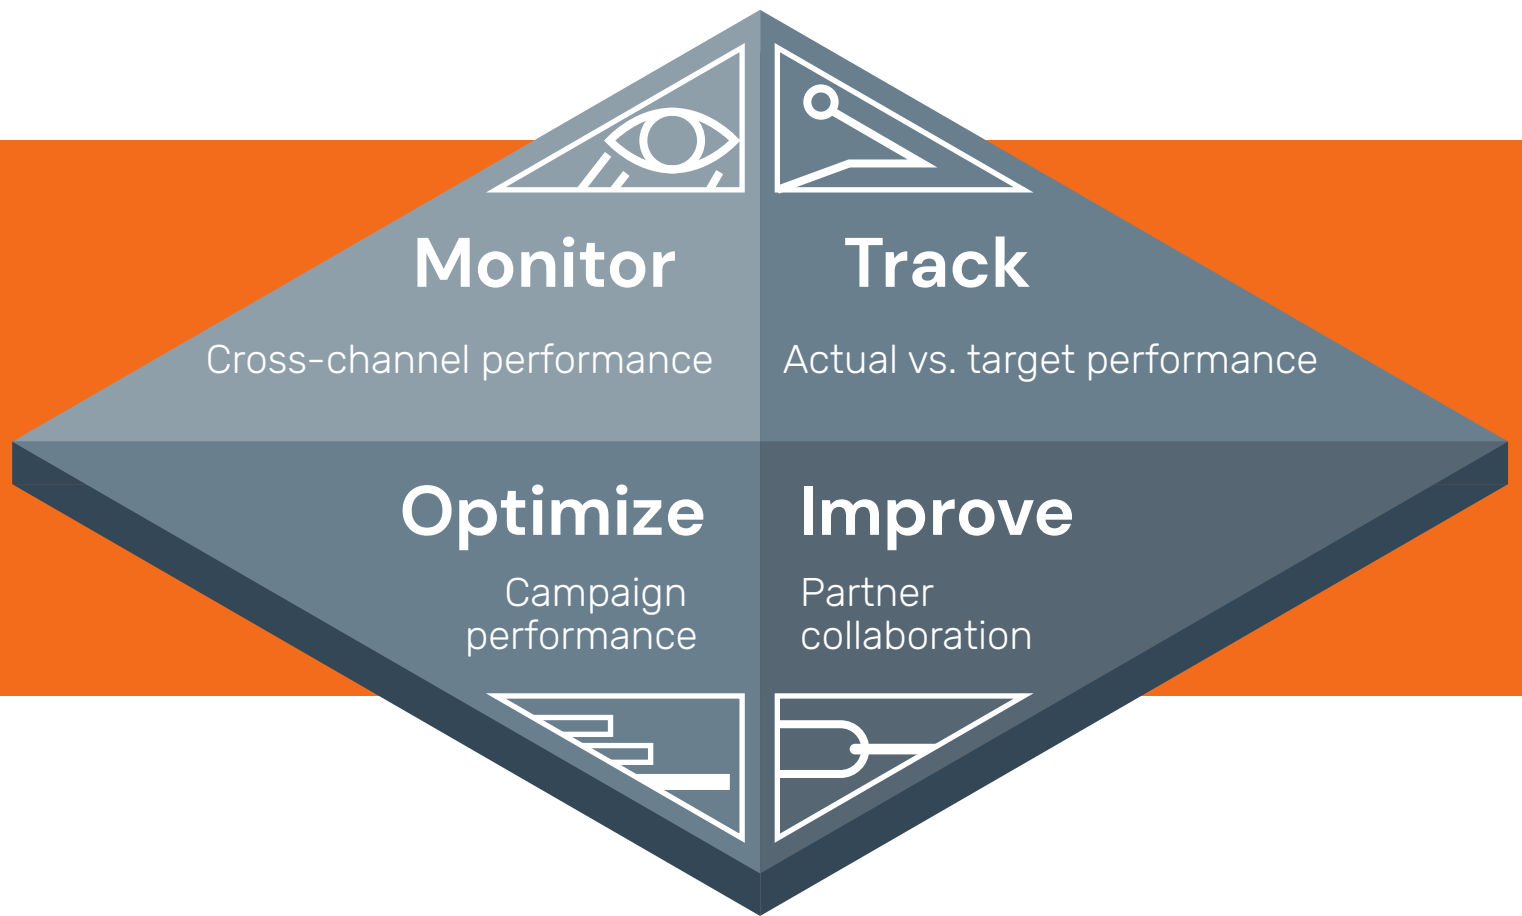 Monitor
Cross-channel performance
Track
Actual vs. target performance
Optimize
Campaign
performance
Improve
Partner
collaboration